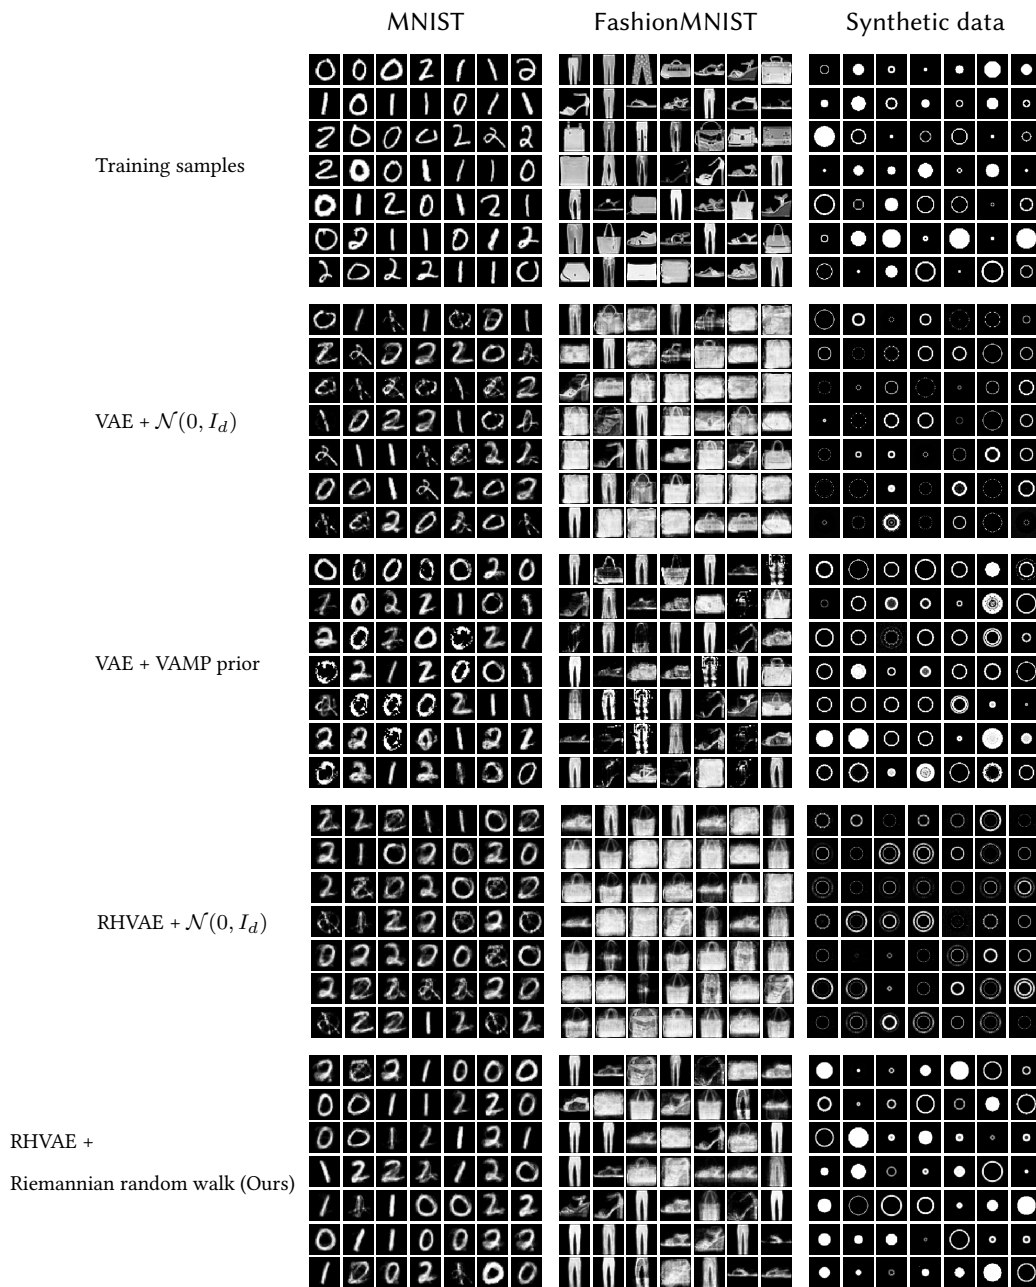 MNIST FashionMNIST Synthetic data
Training samples
VAE + 𝒩(0, I_d)
VAE + VAMP prior
RHVAE + 𝒩(0, I_d)
RHVAE +
Riemannian random walk (Ours)